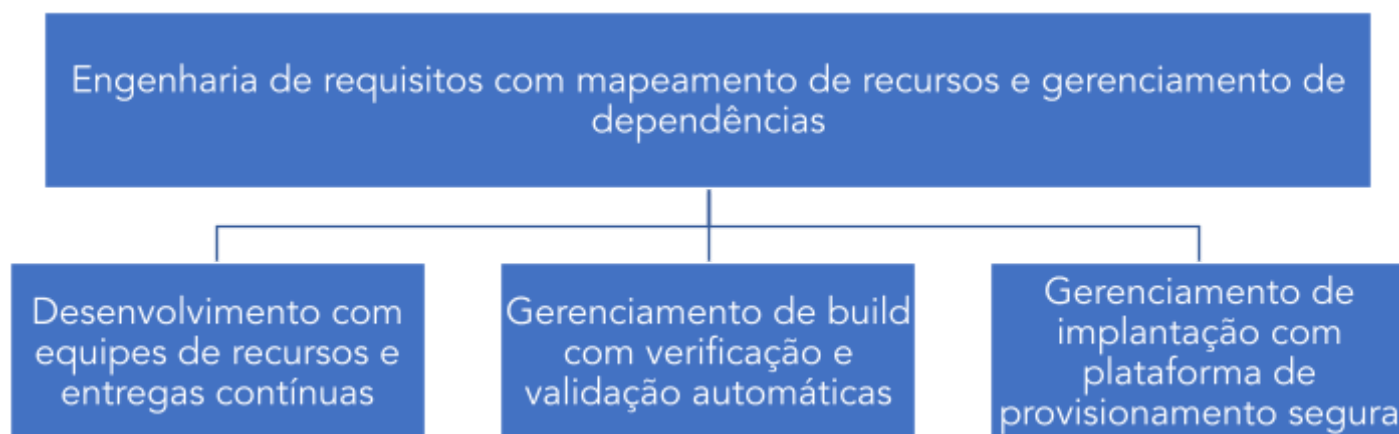 Engenharia de requisitos com mapeamento de recursos e gerenciamento de
dependências
Desenvolvimento com
equipes de recursos e
entregas contínuas
Gerenciamento de build
com verificação e
validação automáticas
Gerenciamento de
implantação com
plataforma de
provisionamento segura